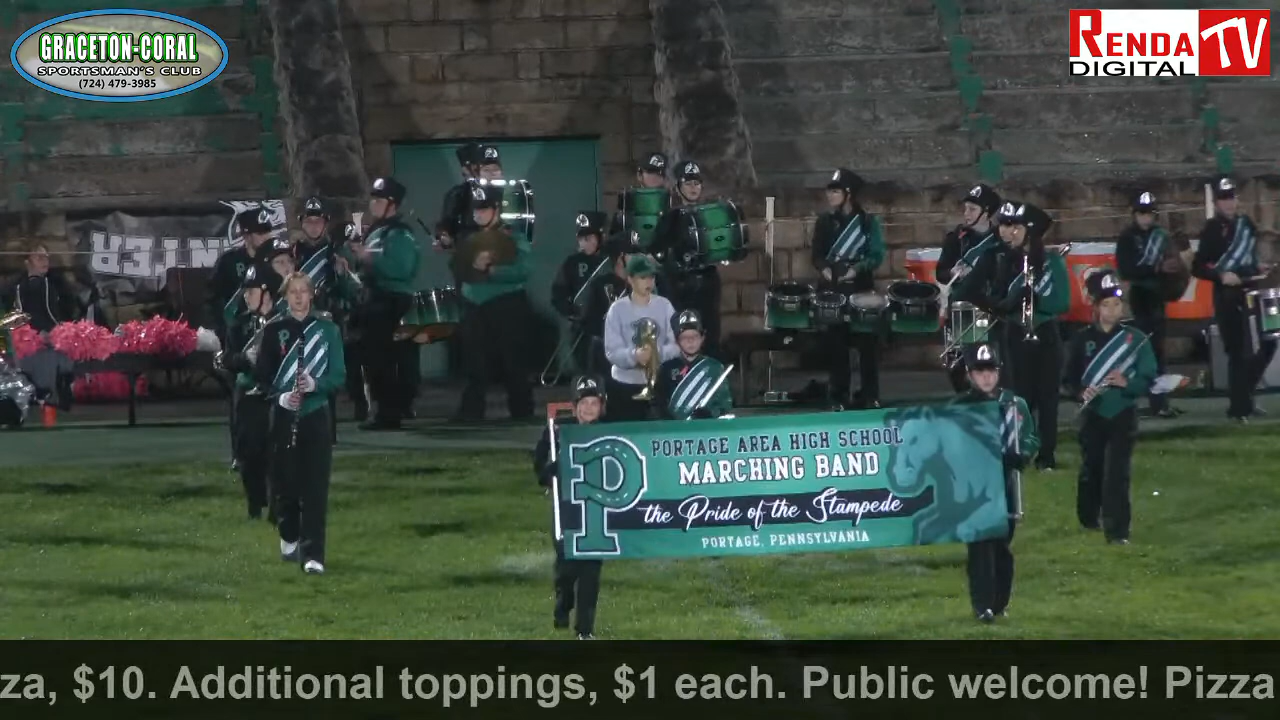 GRACETON-CORAL
SPORTSMAN'S CLUB
(724) 479-3985
RENDA TV
DIGITAL
P
PORTAGE AREA HIGH SCHOOL
MARCHING BAND
the Pride of the Stampede
PORTAGE, PENNSYLVANIA
za, $10. Additional toppings, $1 each. Public welcome! Pizza